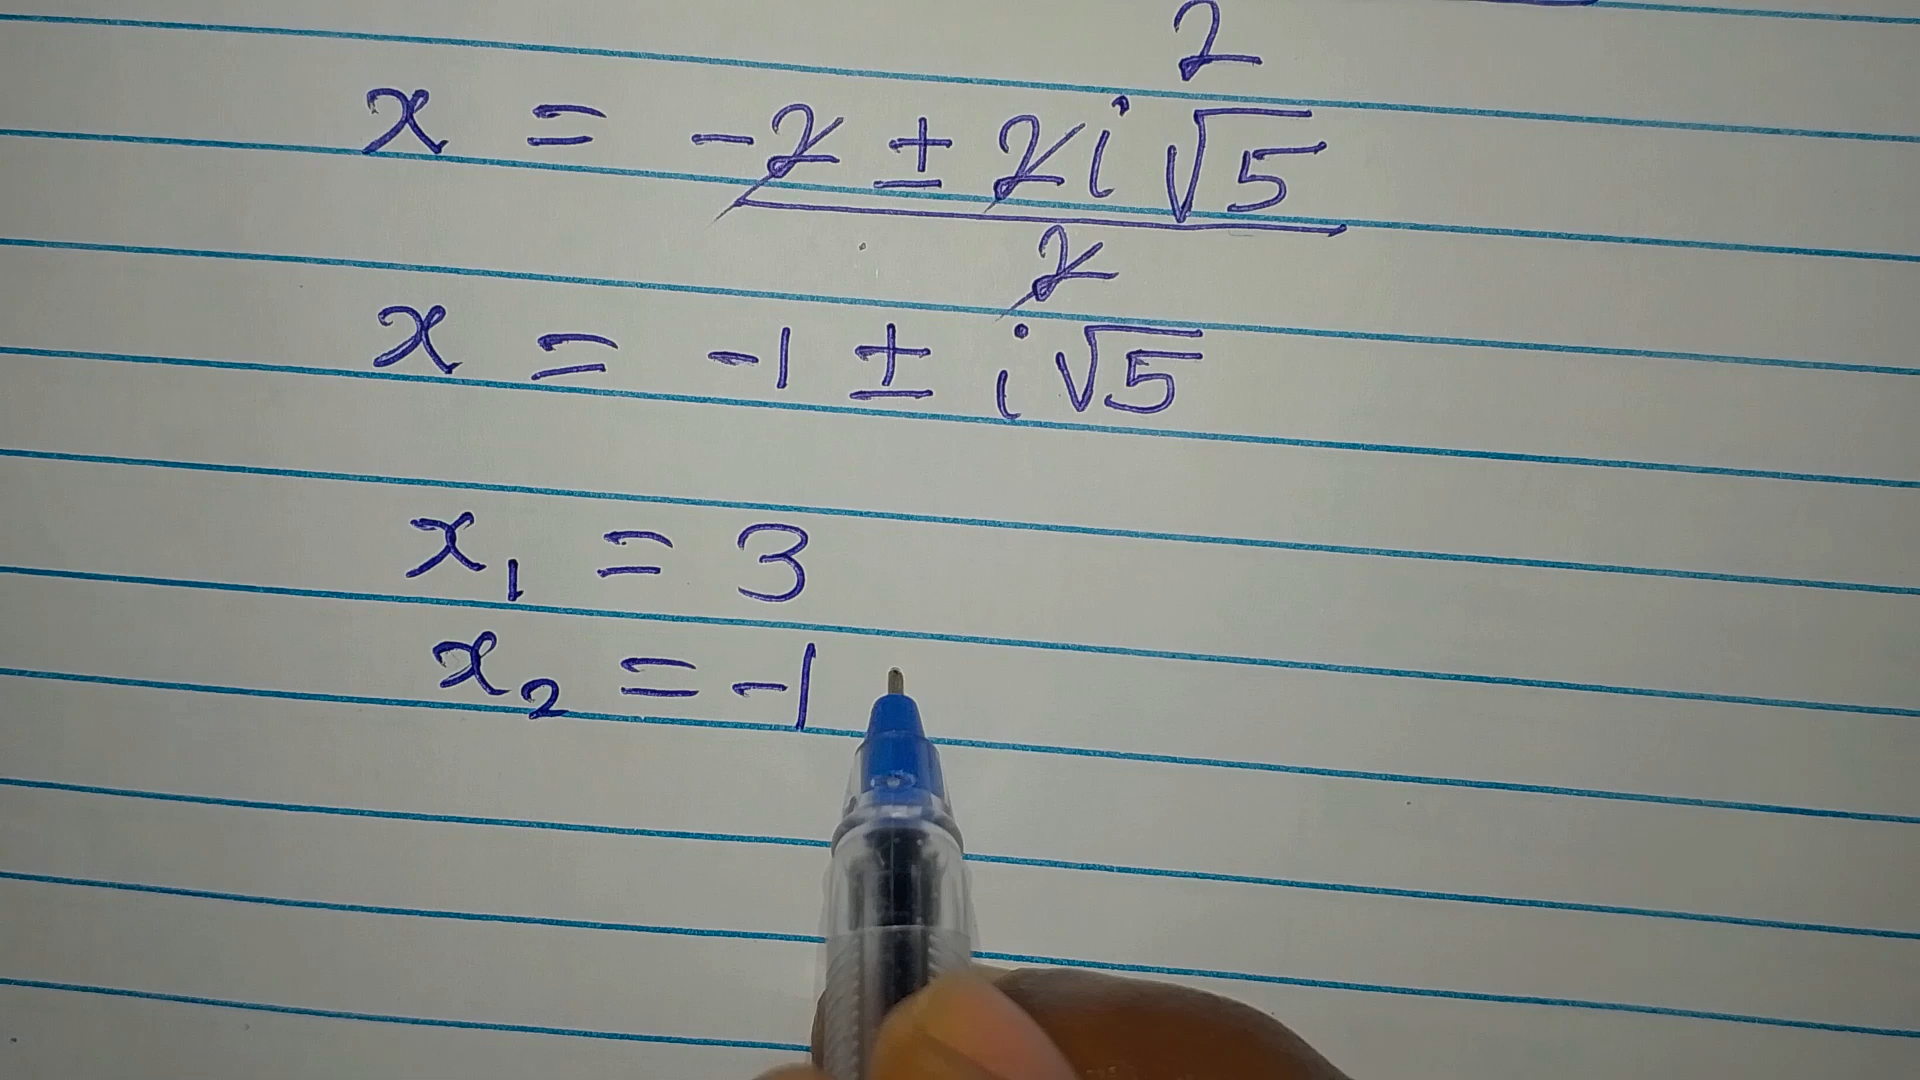 2
x = -2 ± 2i √5
2
x = -1 ± i√5
x₁ = 3
x₂ = -1